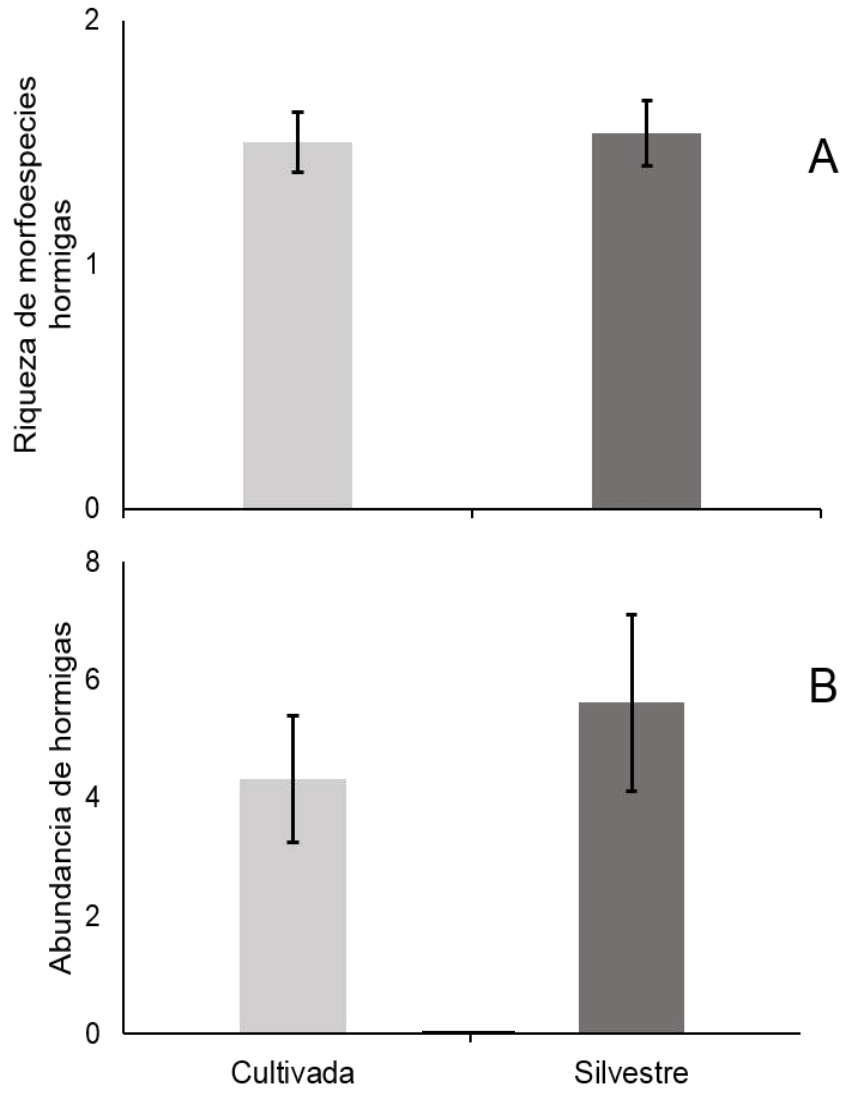 2
1
0
Riqueza de morfoespecies
hormigas
A
8
6
4
2
0
Abundancia de hormigas
B
Cultivada
Silvestre